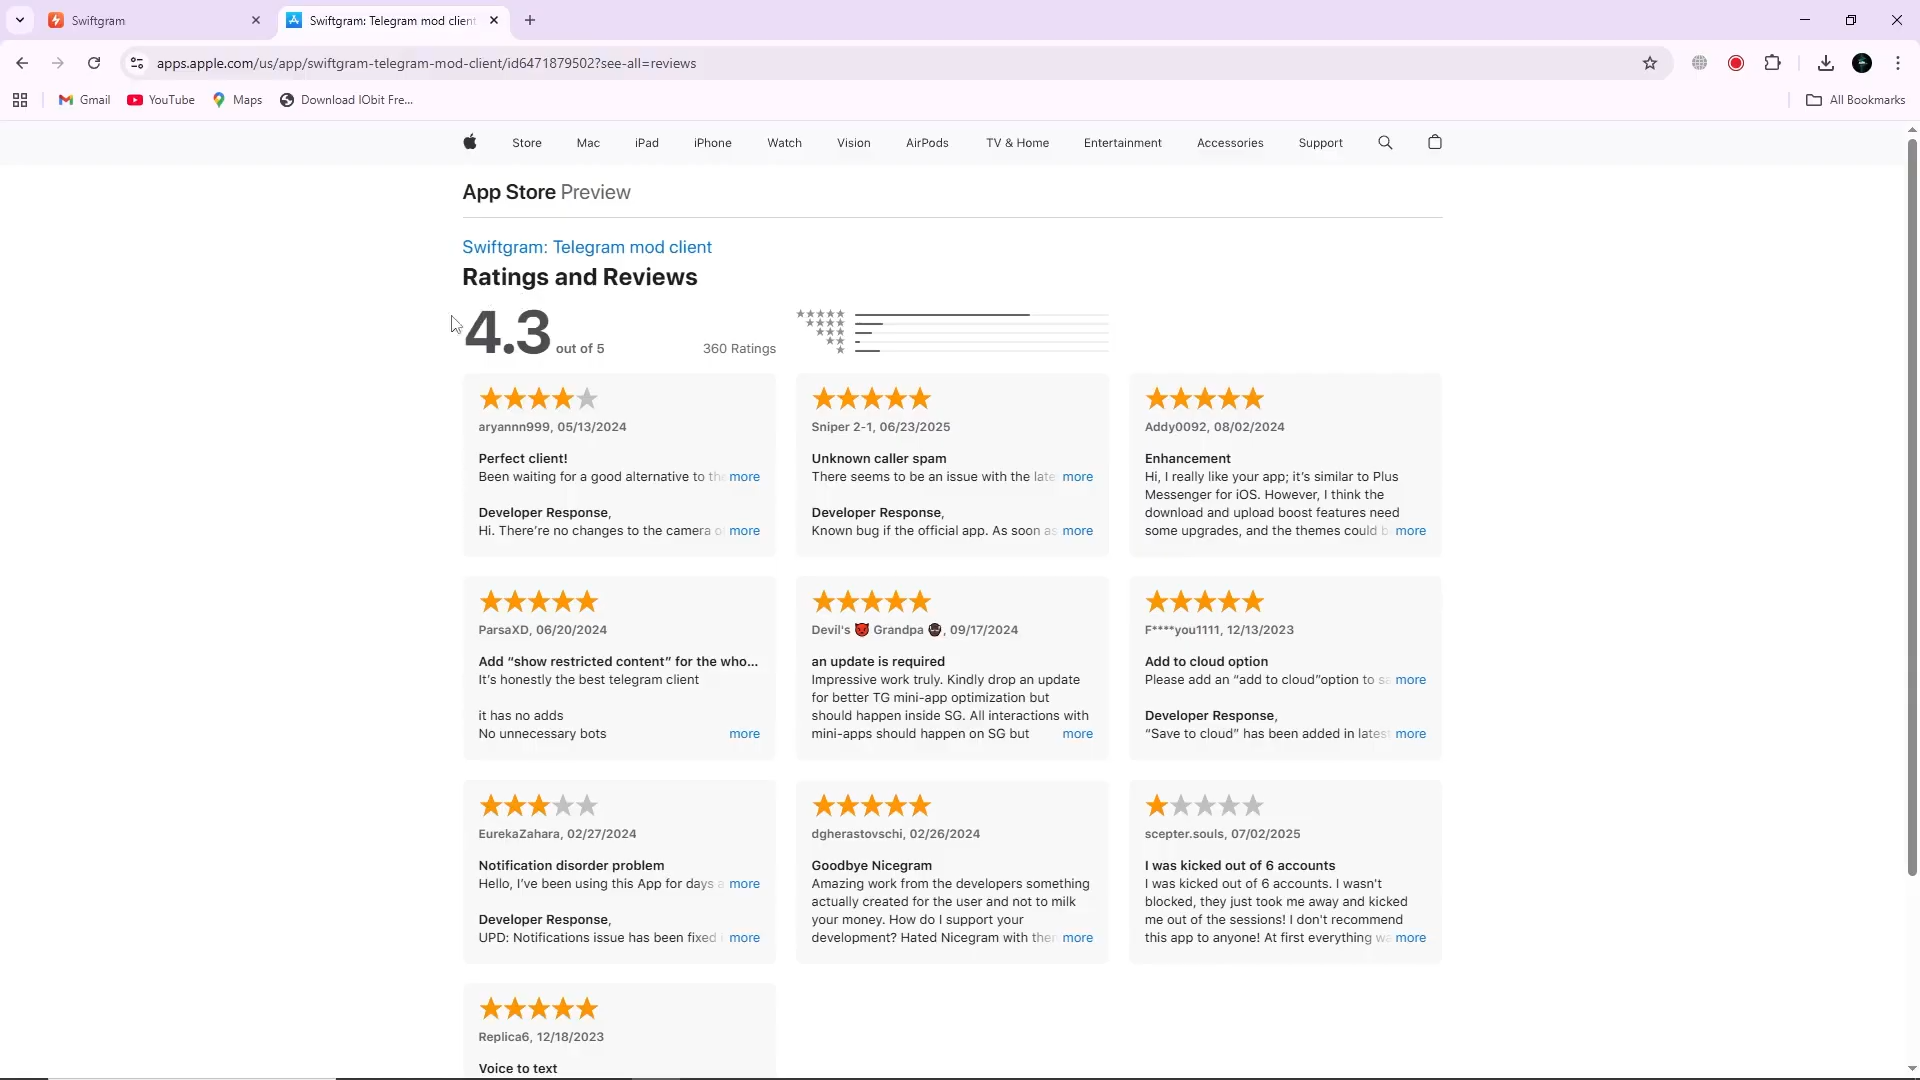 Swiftgram
Swiftgram: Telegram mod client
apps.apple.com/us/app/swiftgram-telegram-mod-client/id6471879502?see-all=reviews
Gmail
YouTube
Maps
Download IObit Fre...
All Bookmarks
Store
Mac
iPad
iPhone
Watch
Vision
AirPods
TV & Home
Entertainment
Accessories
Support
App Store Preview
Swiftgram: Telegram mod client
Ratings and Reviews
4.3 out of 5
360 Ratings
aryannn999, 05/13/2024
Perfect client!
Been waiting for a good alternative to the more
Developer Response,
Hi. There're no changes to the camera o more
Sniper 2-1, 06/23/2025
Unknown caller spam
There seems to be an issue with the late more
Developer Response,
Known bug if the official app. As soon as more
Addy0092, 08/02/2024
Enhancement
Hi, I really like your app; it's similar to Plus
Messenger for iOS. However, I think the
download and upload boost features need
some upgrades, and the themes could b more
ParsaXD, 06/20/2024
Add “show restricted content” for the who...
It's honestly the best telegram client
it has no adds
No unnecessary bots more
Devil's 👹 Grandpa , 09/17/2024
an update is required
Impressive work truly. Kindly drop an update
for better TG mini-app optimization but
should happen inside SG. All interactions with
mini-apps should happen on SG but more
F****you1111, 12/13/2023
Add to cloud option
Please add an “add to cloud”option to sa more
Developer Response,
“Save to cloud” has been added in latest more
EurekaZahara, 02/27/2024
Notification disorder problem
Hello, I've been using this App for days a more
Developer Response,
UPD: Notifications issue has been fixed more
dgherastovschi, 02/26/2024
Goodbye Nicegram
Amazing work from the developers something
actually created for the user and not to milk
your money. How do I support your
development? Hated Nicegram with their more
scepter.souls, 07/02/2025
I was kicked out of 6 accounts
I was kicked out of 6 accounts. I wasn't
blocked, they just took me away and kicked
me out of the sessions! I don't recommend
this app to anyone! At first everything wa more
Replica6, 12/18/2023
Voice to text